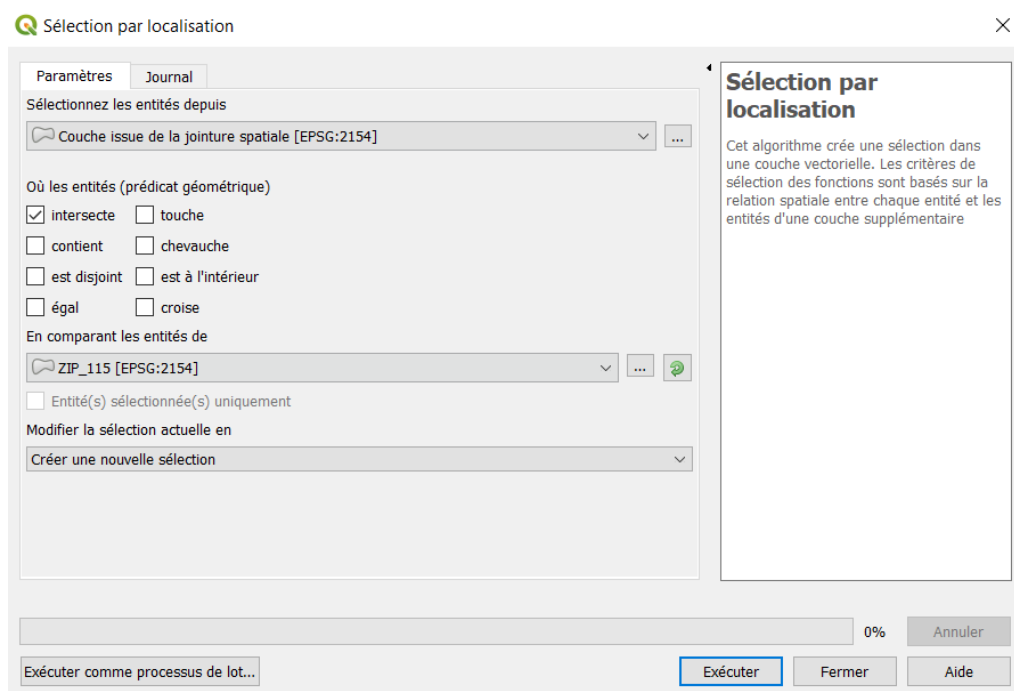 Sélection par localisation
Paramètres
Journal
Sélectionnez les entités depuis
Couche issue de la jointure spatiale [EPSG:2154]
...
Où les entités (prédicat géométrique)
intersecte
touche
contient
chevauche
est disjoint
est à l'intérieur
égal
croise
En comparant les entités de
ZIP_115 [EPSG:2154]
...
Entité(s) sélectionnée(s) uniquement
Modifier la sélection actuelle en
Créer une nouvelle sélection
Sélection par
localisation
Cet algorithme crée une sélection dans
une couche vectorielle. Les critères de
sélection des fonctions sont basés sur la
relation spatiale entre chaque entité et les
entités d'une couche supplémentaire
0%
Annuler
Exécuter comme processus de lot...
Exécuter
Fermer
Aide